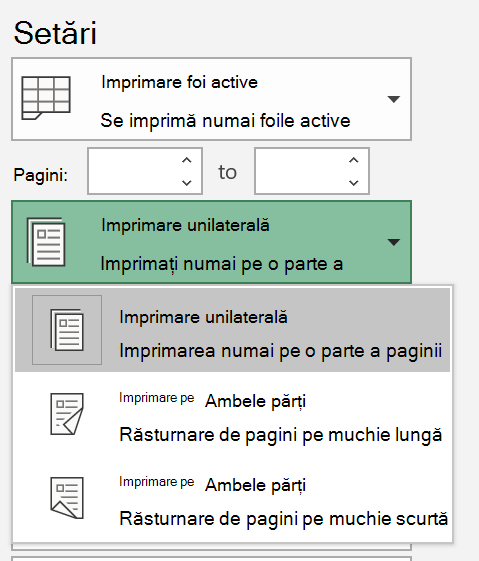 Setări
Imprimare foi active
Se imprimă numai foile active
Pagini: to
Imprimare unilaterală
Imprimați numai pe o parte a
Imprimare unilaterală
Imprimarea numai pe o parte a paginii
Imprimare pe Ambele părți
Răsturnare de pagini pe muchie lungă
Imprimare pe Ambele părți
Răsturnare de pagini pe muchie scurtă